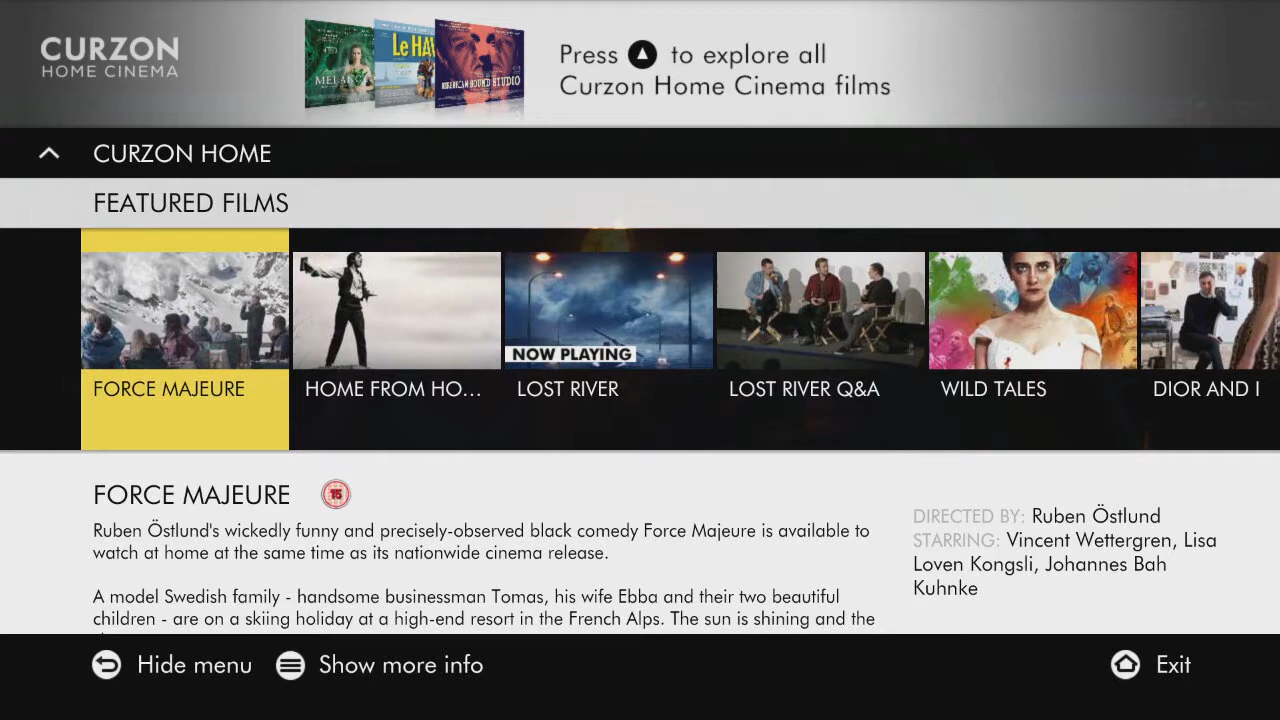 CURZON
HOME CINEMA
Le HA
BERBERIAN SOUND STUDIO
Press to explore all
Curzon Home Cinema films
CURZON HOME
FEATURED FILMS
NOW PLAYING
FORCE MAJEURE
HOME FROM HO...
LOST RIVER
LOST RIVER Q&A
WILD TALES
DIOR AND I
FORCE MAJEURE 15
Ruben Östlund's wickedly funny and precisely-observed black comedy Force Majeure is available to
watch at home at the same time as its nationwide cinema release.
A model Swedish family - handsome businessman Tomas, his wife Ebba and their two beautiful
children - are on a skiing holiday at a high-end resort in the French Alps. The sun is shining and the
DIRECTED BY: Ruben Östlund
STARRING: Vincent Wettergren, Lisa
Loven Kongsli, Johannes Bah
Kuhnke
Hide menu
Show more info
Exit